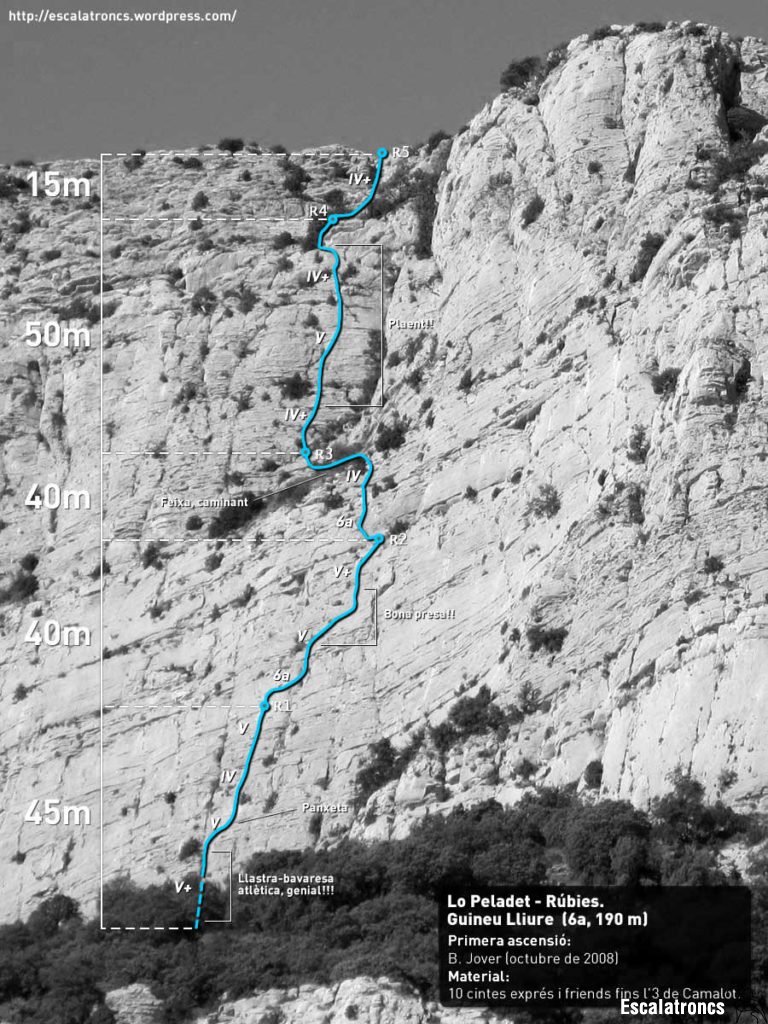 http://escalatroncs.wordpress.com/
R5
15m
IV+
R4
IV+
Plaent!!
50m
V
IV+
R3
IV
Feixa, caminant
40m
6a
R2
V+
Bona presa!!
40m
V
6a
R1
V
IV
Panxeta
45m
V
Llastra-bavaresa
atlètica, genial!!!
V+
Lo Peladet - Rúbies.
Guineu Lliure (6a, 190 m)
Primera ascensió:
B. Jover (octubre de 2008)
Material:
10 cintes exprés i friends fins l'3 de Camalot.
Escalatroncs